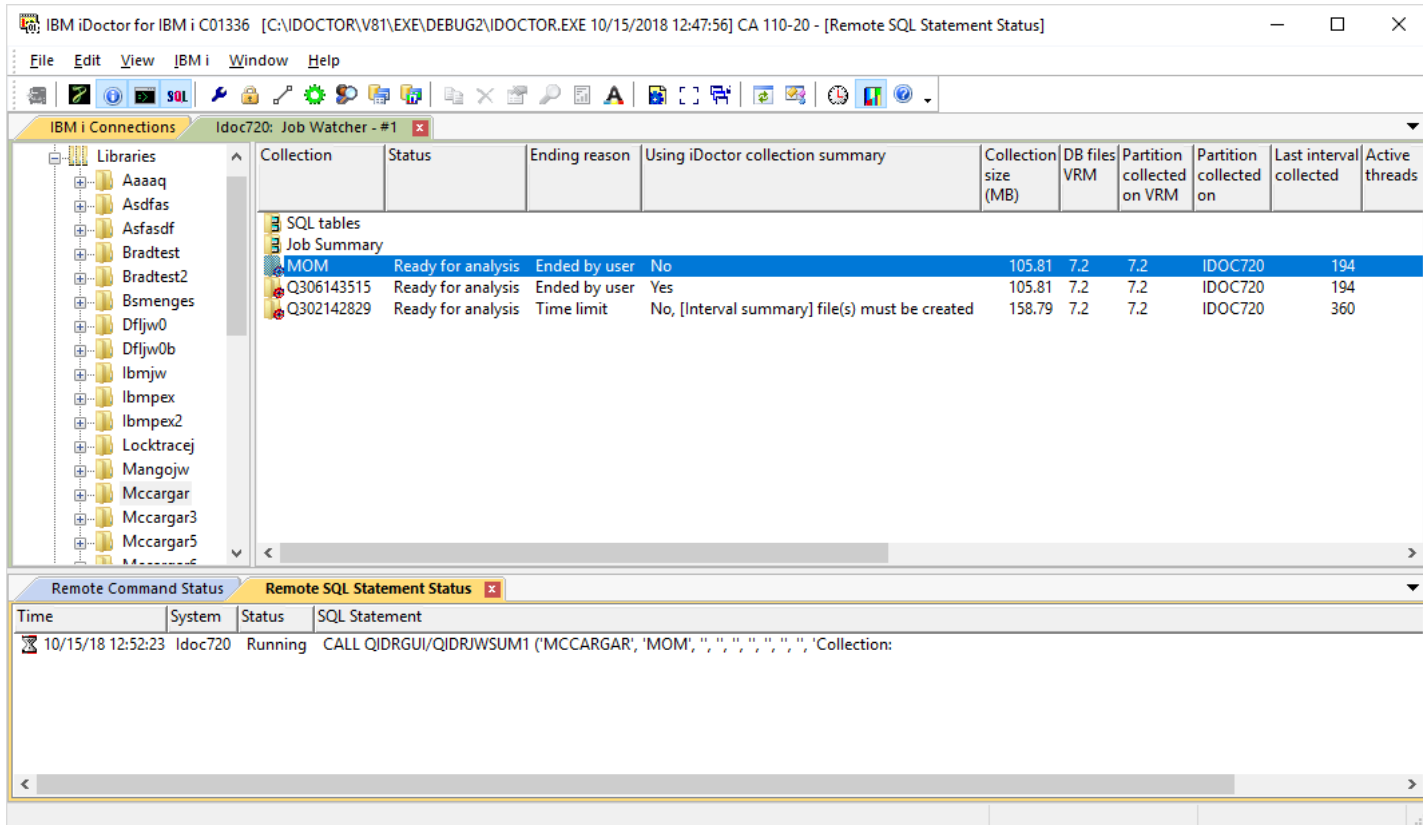 IBM iDoctor for IBM i C01336 [C:\IDOCTOR\V81\EXE\DEBUG2\IDOCTOR.EXE 10/15/2018 12:47:56] CA 110-20 - [Remote SQL Statement Status]
File Edit View IBM i Window Help
SQL
IBM i Connections Idoc720: Job Watcher - #1
Libraries
Aaaaq
Asdfas
Asfasdf
Bradtest
Bradtest2
Bsmenges
Dfljw0
Dfljw0b
Ibmjw
Ibmpex
Ibmpex2
Locktracej
Mangojw
Mccargar
Mccargar3
Mccargar5
Collection Status Ending reason Using iDoctor collection summary Collection size (MB) DB files VRM Partition collected on VRM Partition collected on Last interval collected Active threads
SQL tables
Job Summary
MOM Ready for analysis Ended by user No 105.81 7.2 7.2 IDOC720 194
Q306143515 Ready for analysis Ended by user Yes 105.81 7.2 7.2 IDOC720 194
Q302142829 Ready for analysis Time limit No, [Interval summary] file(s) must be created 158.79 7.2 7.2 IDOC720 360
Remote Command Status Remote SQL Statement Status
Time System Status SQL Statement
10/15/18 12:52:23 Idoc720 Running CALL QIDRGUI/QIDRJWSUM1 ('MCCARGAR', 'MOM', '', '', '', '', '', '', '', 'Collection: